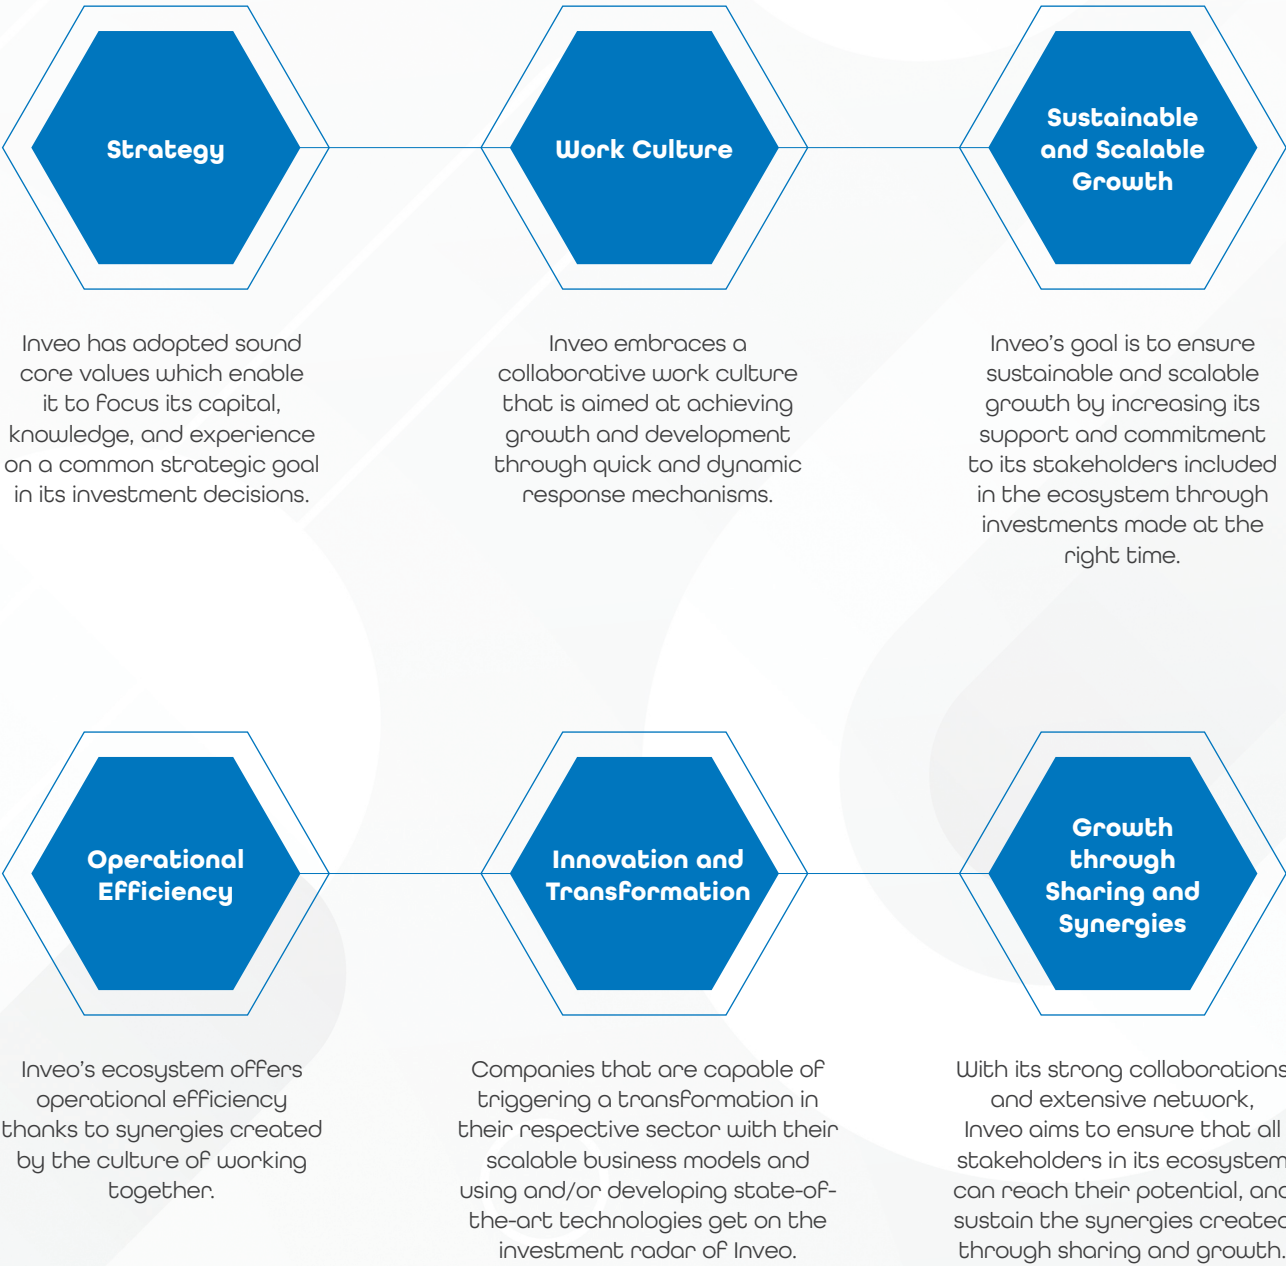 Strategy
Inveo has adopted sound
core values which enable
it to focus its capital,
knowledge, and experience
on a common strategic goal
in its investment decisions.
Work Culture
Inveo embraces a
collaborative work culture
that is aimed at achieving
growth and development
through quick and dynamic
response mechanisms.
Sustainable
and Scalable
Growth
Inveo's goal is to ensure
sustainable and scalable
growth by increasing its
support and commitment
to its stakeholders included
in the ecosystem through
investments made at the
right time.
Operational
Efficiency
Inveo's ecosystem offers
operational efficiency
thanks to synergies created
by the culture of working
together.
Innovation and
Transformation
Companies that are capable of
triggering a transformation in
their respective sector with their
scalable business models and
using and/or developing state-of-
the-art technologies get on the
investment radar of Inveo.
Growth
through
Sharing and
Synergies
With its strong collaborations
and extensive network,
Inveo aims to ensure that all
stakeholders in its ecosystem
can reach their potential, and
sustain the synergies created
through sharing and growth.